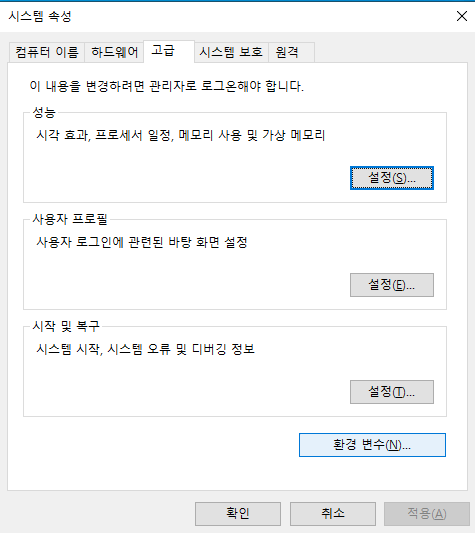 시스템 속성
컴퓨터 이름 하드웨어 고급 시스템 보호 원격
이 내용을 변경하려면 관리자로 로그온해야 합니다.
성능
시각 효과, 프로세서 일정, 메모리 사용 및 가상 메모리
설정(S)...
사용자 프로필
사용자 로그인에 관련된 바탕 화면 설정
설정(E)...
시작 및 복구
시스템 시작, 시스템 오류 및 디버깅 정보
설정(T)...
환경 변수(N)...
확인 취소 적용(A)